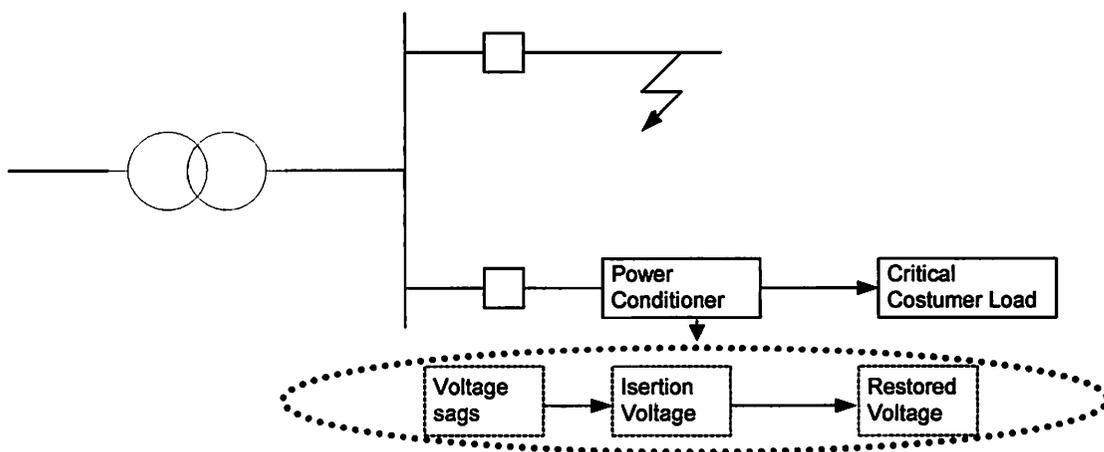 Power
Conditioner
Critical
Costumer Load
Voltage
sags
Isertion
Voltage
Restored
Voltage